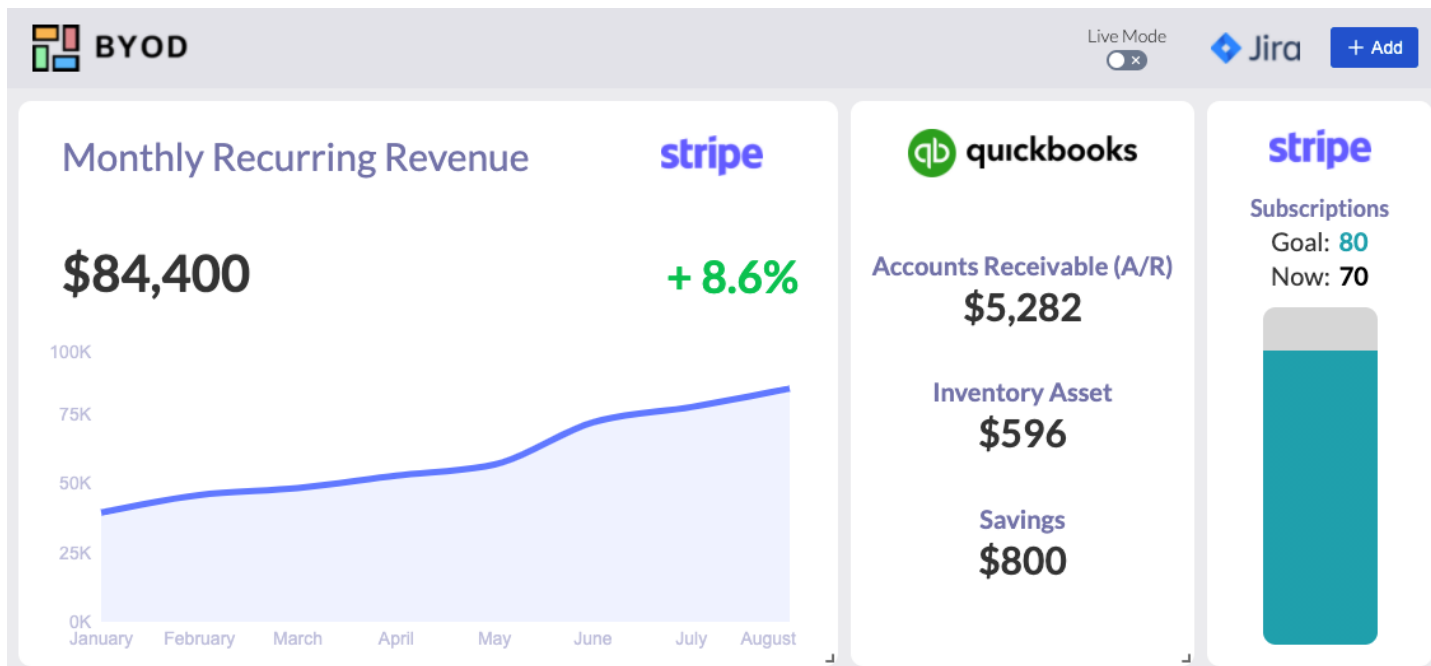 BYOD
Live Mode
Jira
+ Add
Monthly Recurring Revenue
stripe
$84,400
+ 8.6%
100K
75K
50K
25K
0K
January February March April May June July August
qb quickbooks
Accounts Receivable (A/R)
$5,282
Inventory Asset
$596
Savings
$800
stripe
Subscriptions
Goal: 80
Now: 70